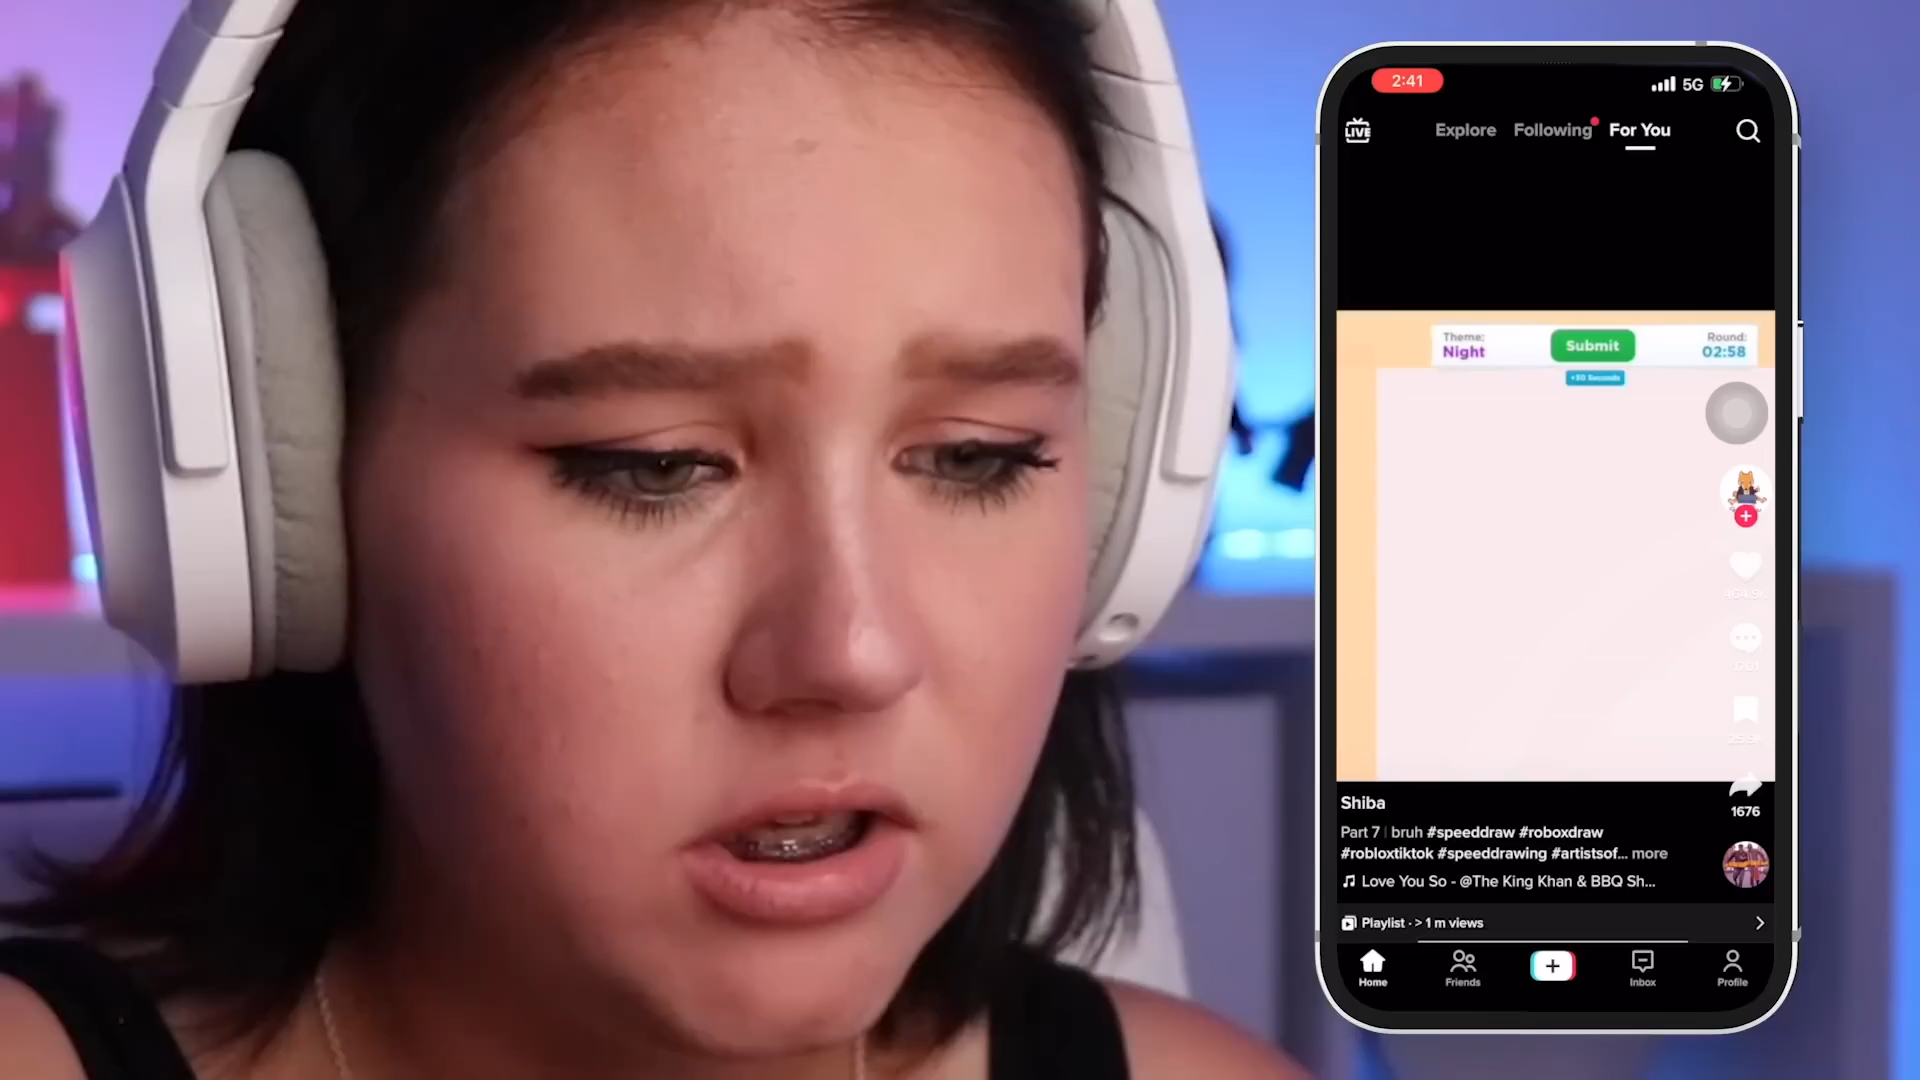 2:41
5G
LIVE
Explore Following For You
Theme:
Night
Submit
Round:
02:58
+30 Seconds
1676
Shiba
Part 7 | bruh #speeddraw #roboxdraw
#robloxtiktok #speeddrawing #artistsof... more
Love You So - @The King Khan & BBQ Sh...
Playlist · > 1 m views
Home
Friends
Inbox
Profile